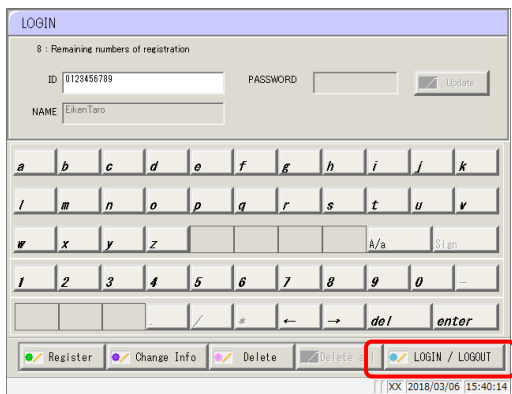 LOGIN
8 : Remaining numbers of registration
ID 0123456789 PASSWORD Update
NAME EikenTaro
a b c d e f g h i j k
l m n o p q r s t u v
w x y z A/a Sign
1 2 3 4 5 6 7 8 9 0 -
. / * ← → del enter
Register Change Info Delete Delete all LOGIN / LOGOUT
XX 2018/03/06 15:40:14